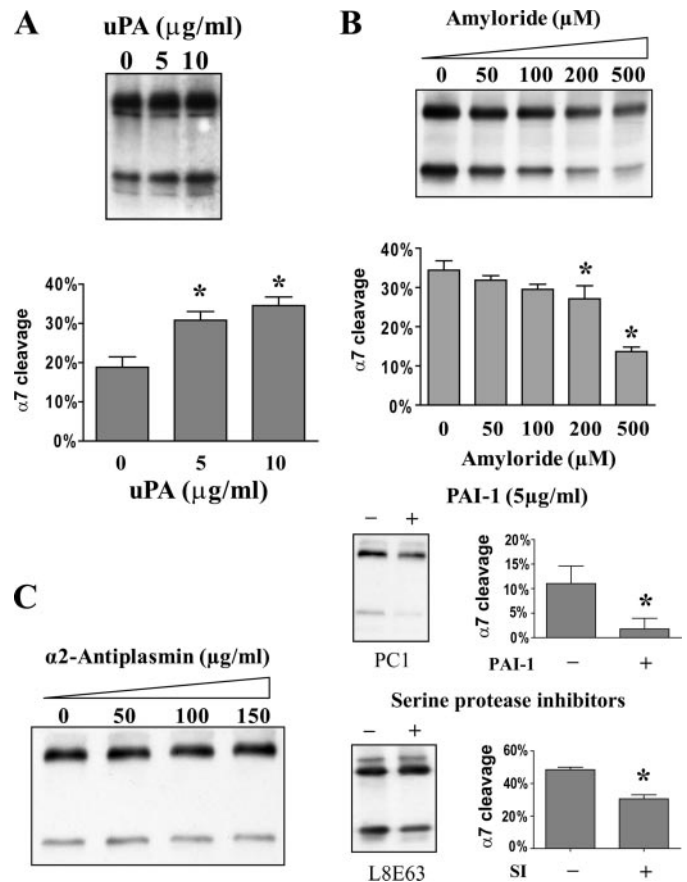 A
uPA (μg/ml)
0 5 10
40%
30%
20%
10%
0%
α7 cleavage
* *
0 5 10
uPA (μg/ml)
B
Amyloride (μM)
0 50 100 200 500
40%
30%
20%
10%
0%
α7 cleavage
* *
0 50 100 200 500
Amyloride (μM)
PAI-1 (5μg/ml)
– +
PC1
20%
15%
10%
5%
0%
α7 cleavage
*
PAI-1 – +
Serine protease inhibitors
– +
L8E63
60%
40%
20%
0%
α7 cleavage
*
SI – +
C
α2-Antiplasmin (μg/ml)
0 50 100 150